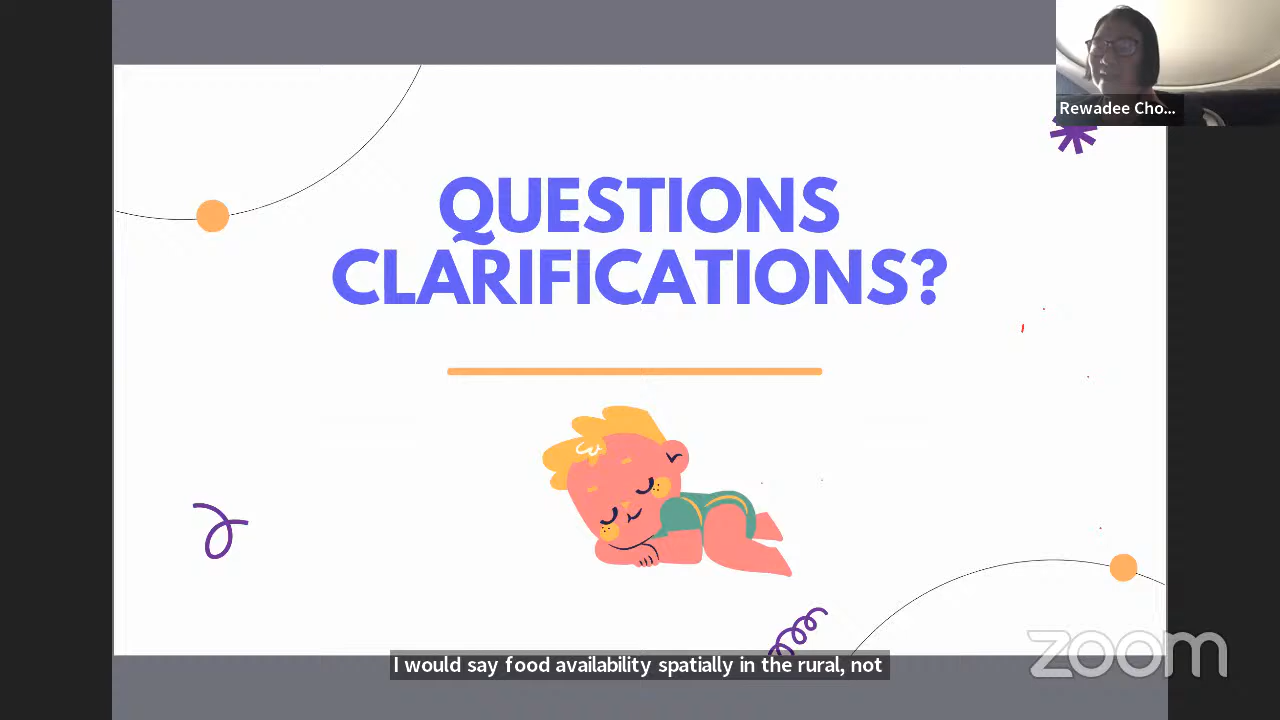 Rewadee Cho...
QUESTIONS
CLARIFICATIONS?
I would say food availability spatially in the rural, not
zoom